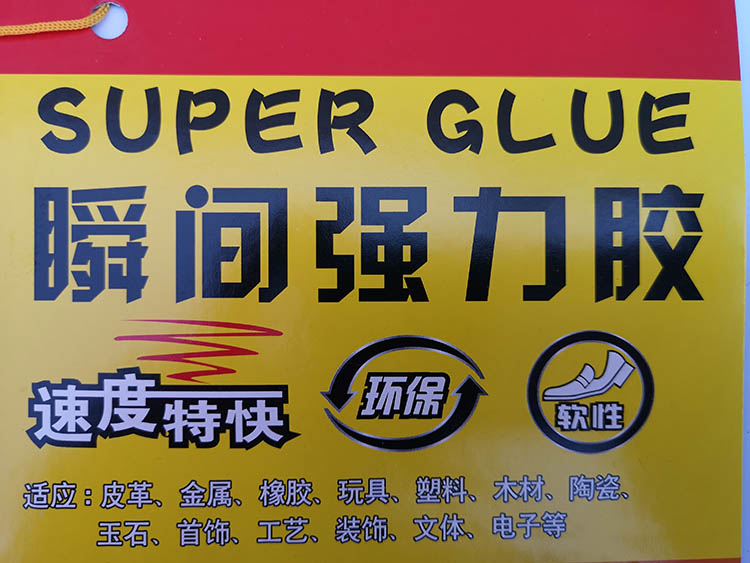 SUPER GLUE
瞬间强力胶
速度特快
环保
软性
适应:皮革、金属、橡胶、玩具、塑料、木材、陶瓷、
玉石、首饰、工艺、装饰、文体、电子等